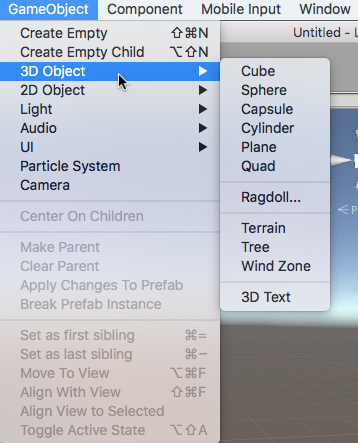 GameObject Component Mobile Input Window
Untitled - L
Create Empty ⇧⌘N
Create Empty Child ⌥⇧N
3D Object ▶
2D Object ▶
Light ▶
Audio ▶
UI ▶
Particle System
Camera
Center On Children
Make Parent
Clear Parent
Apply Changes To Prefab
Break Prefab Instance
Set as first sibling ⌘=
Set as last sibling ⌘−
Move To View ⌥⌘F
Align With View ⇧⌘F
Align View to Selected
Toggle Active State ⌥⇧A
Cube
Sphere
Capsule
Cylinder
Plane
Quad
Ragdoll...
Terrain
Tree
Wind Zone
3D Text